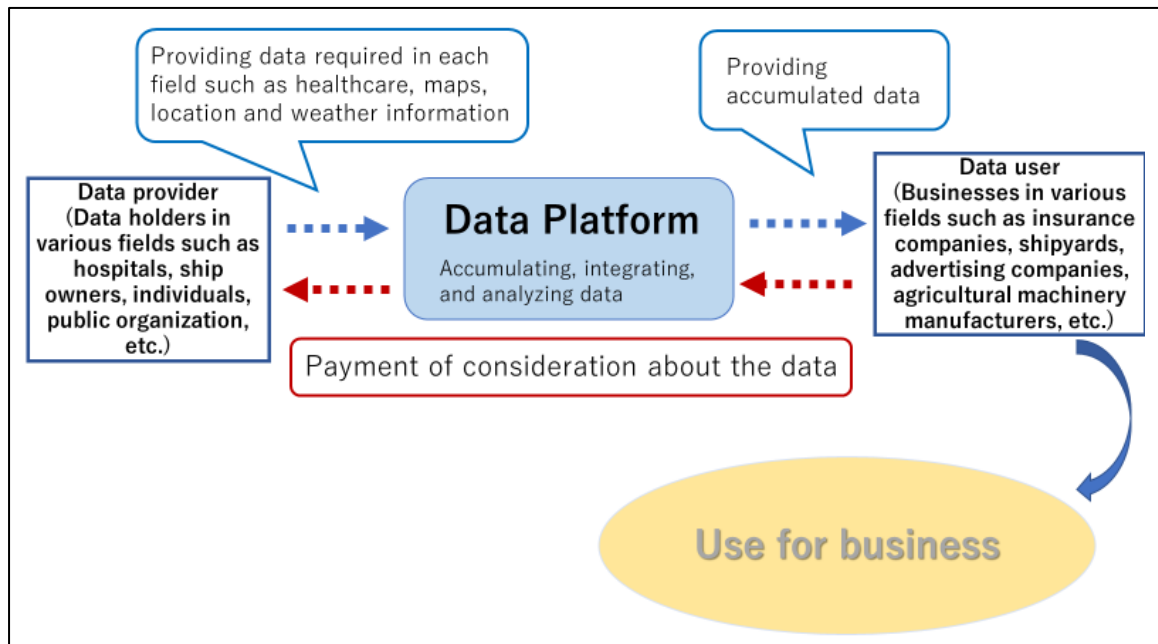 Providing data required in each
field such as healthcare, maps,
location and weather information
Providing
accumulated data
Data provider
(Data holders in
various fields such as
hospitals, ship
owners, individuals,
public organization,
etc.)
Data Platform
Accumulating, integrating,
and analyzing data
Data user
(Businesses in various
fields such as insurance
companies, shipyards,
advertising companies,
agricultural machinery
manufacturers, etc.)
Payment of consideration about the data
Use for business